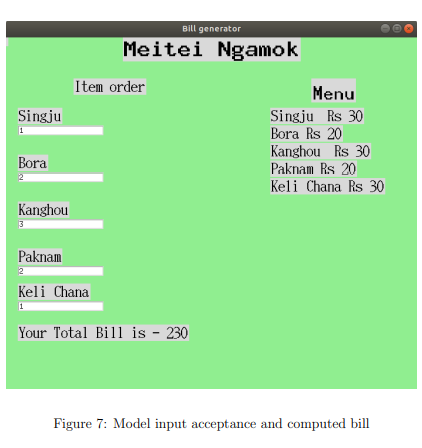 Bill generator
Meitei Ngamok
Item order
Menu
Singju
1
Bora
2
Kanghou
3
Paknam
2
Keli Chana
1
Singju Rs 30
Bora Rs 20
Kanghou Rs 30
Paknam Rs 20
Keli Chana Rs 30
Your Total Bill is - 230
Figure 7: Model input acceptance and computed bill